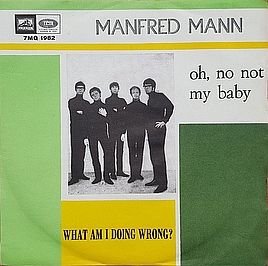 7MQ 1982
MANFRED MANN
oh, no not
my baby
WHAT AM I DOING WRONG?